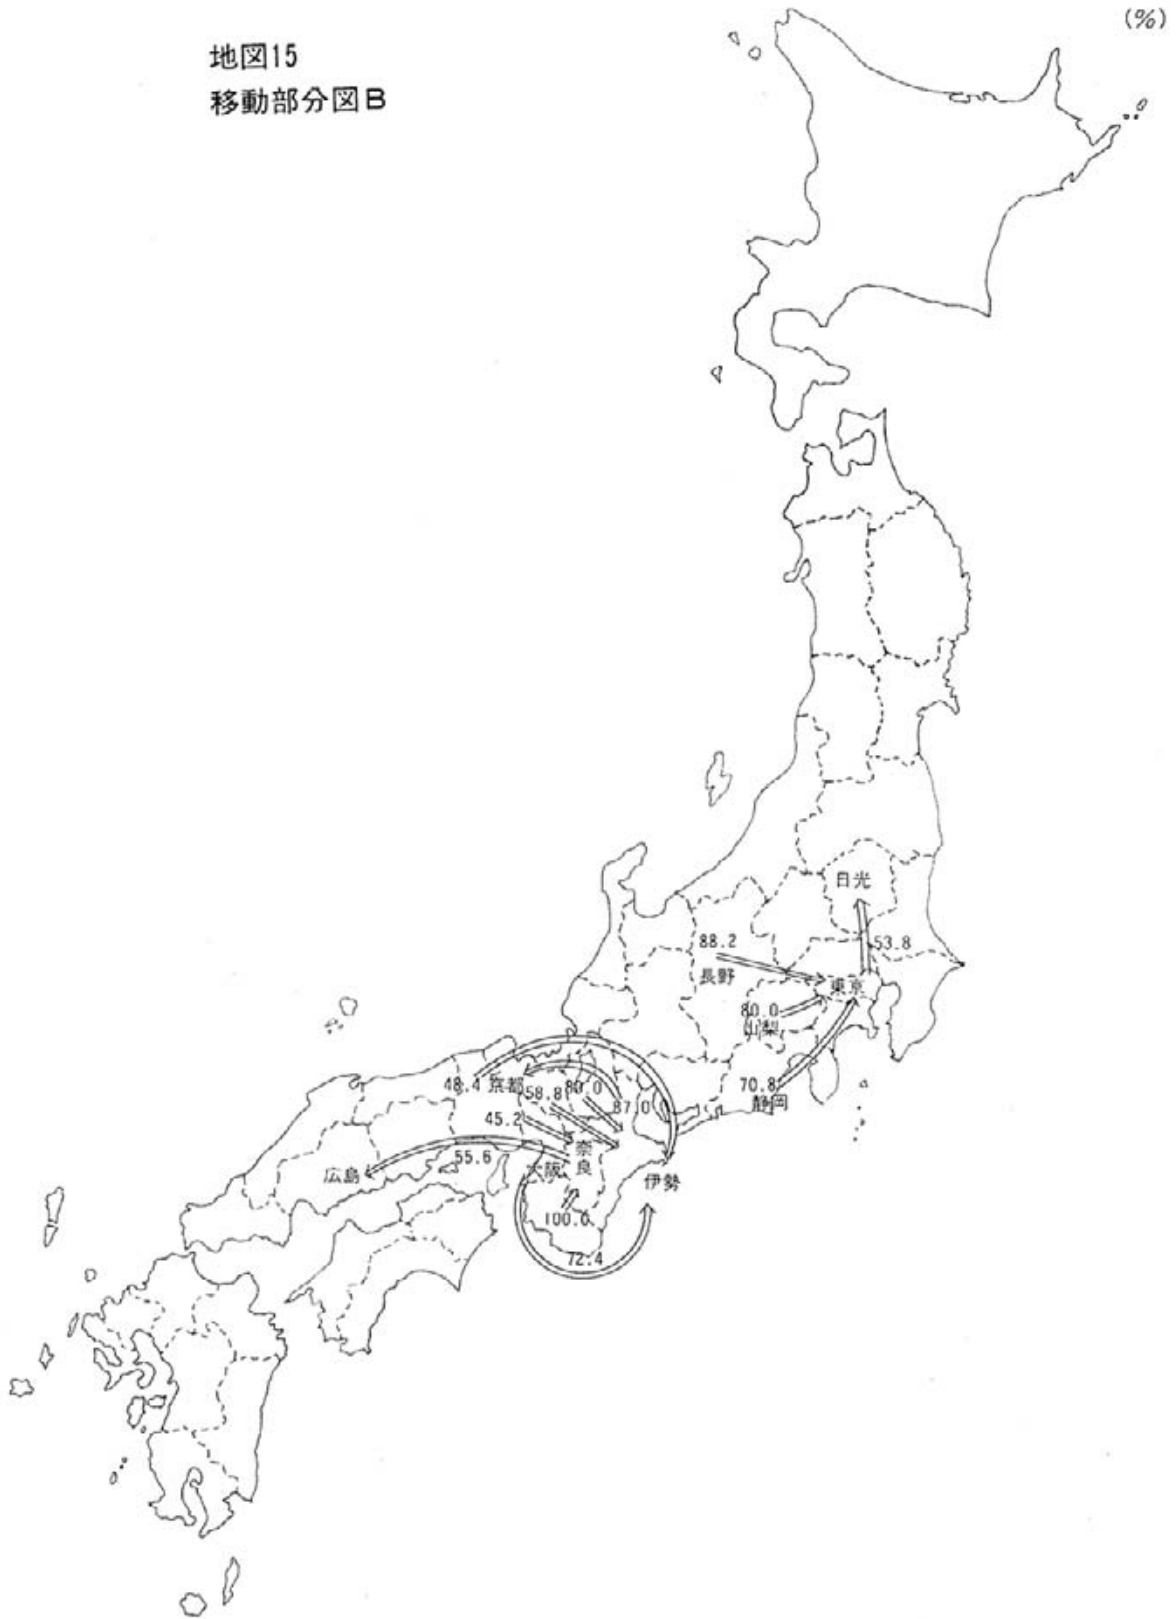 (%)
地図15
移動部分図B
日光
53.8
88.2
長野
東京
80.0
山梨
70.8
静岡
48.4
京都
58.8
80.0
87.0
45.2
奈良
55.6
大阪
広島
伊勢
100.0
72.4